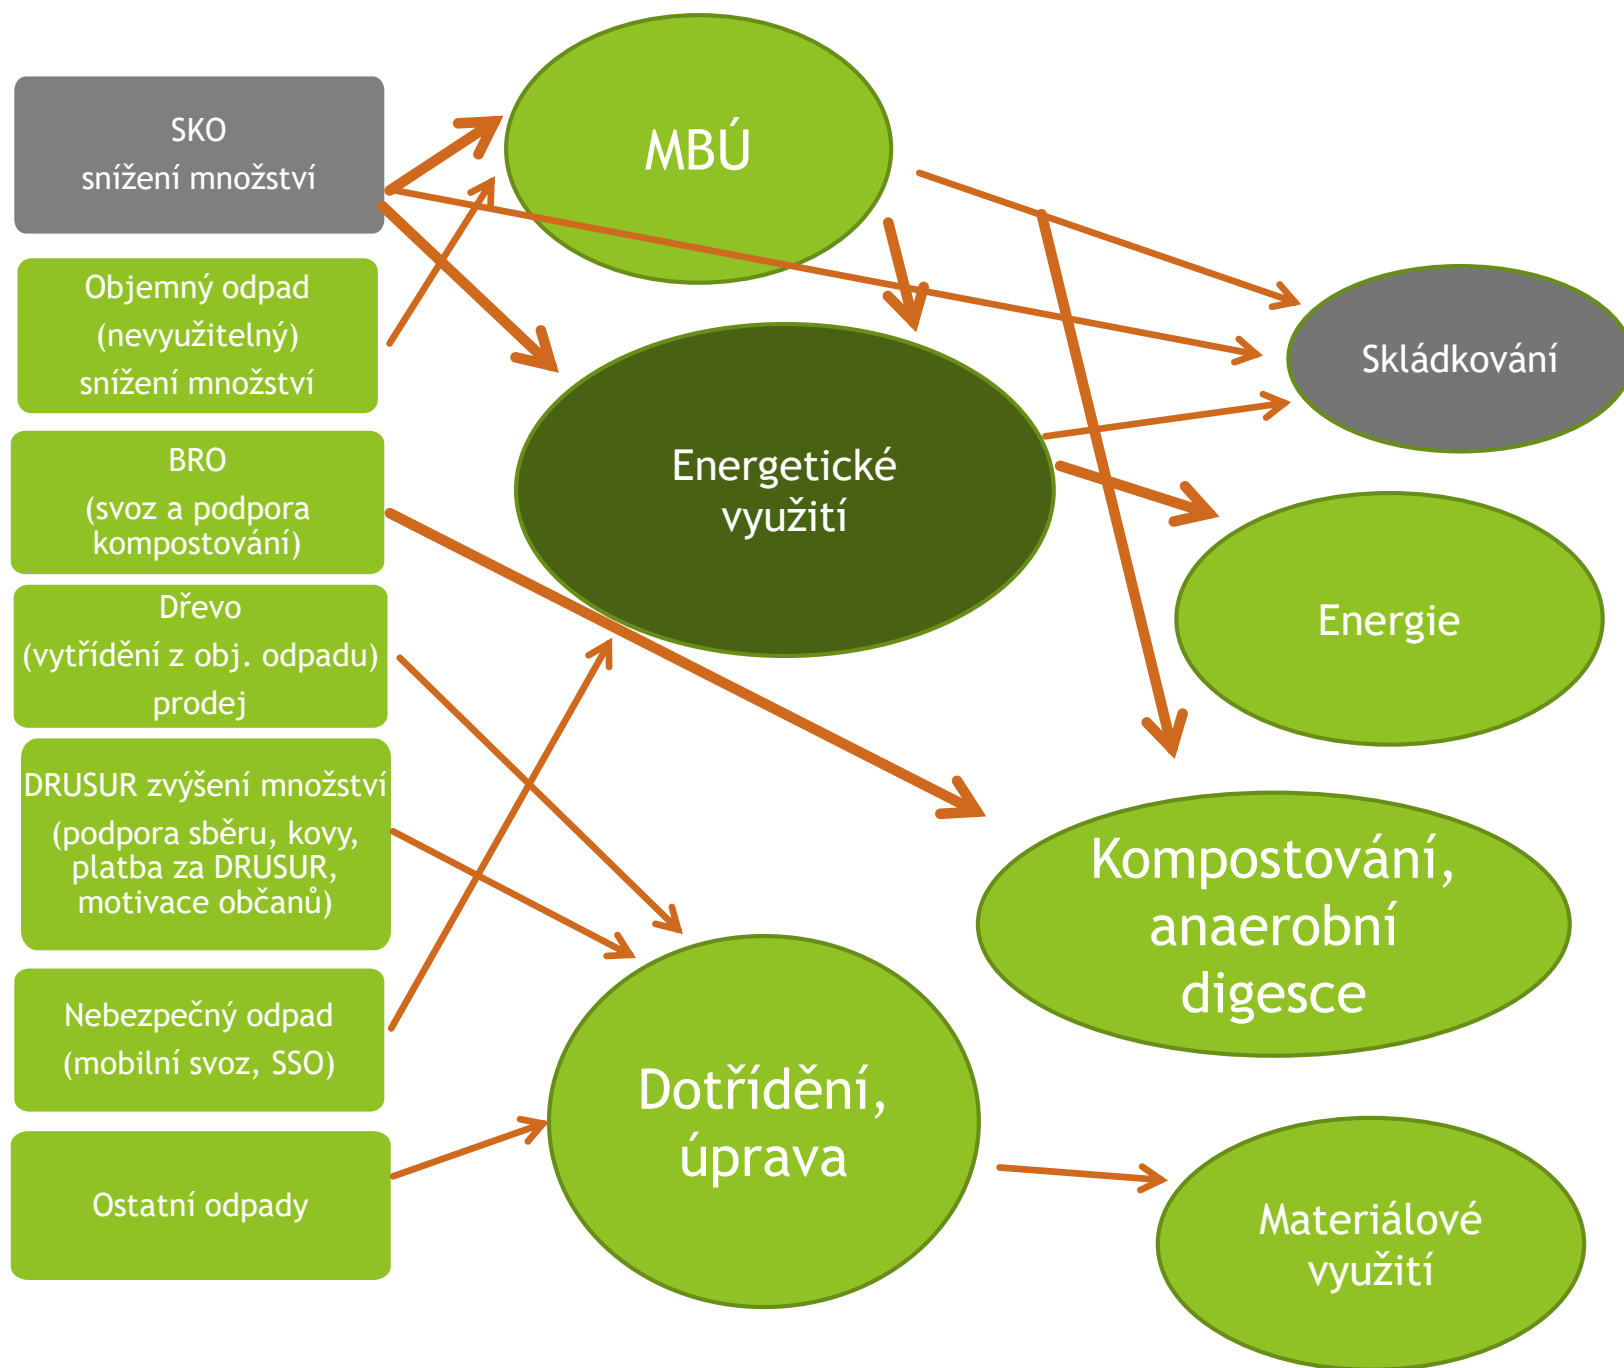 SKO
snížení množství
Objemný odpad
(nevyužitelný)
snížení množství
BRO
(svoz a podpora
kompostování)
Dřevo
(vytřídění z obj. odpadu)
prodej
DRUSUR zvýšení množství
(podpora sběru, kovy,
platba za DRUSUR,
motivace občanů)
Nebezpečný odpad
(mobilní svoz, SSO)
Ostatní odpady
MBÚ
Energetické
využití
Dotřídění,
úprava
Skládkování
Energie
Kompostování,
anaerobní
digesce
Materiálové
využití